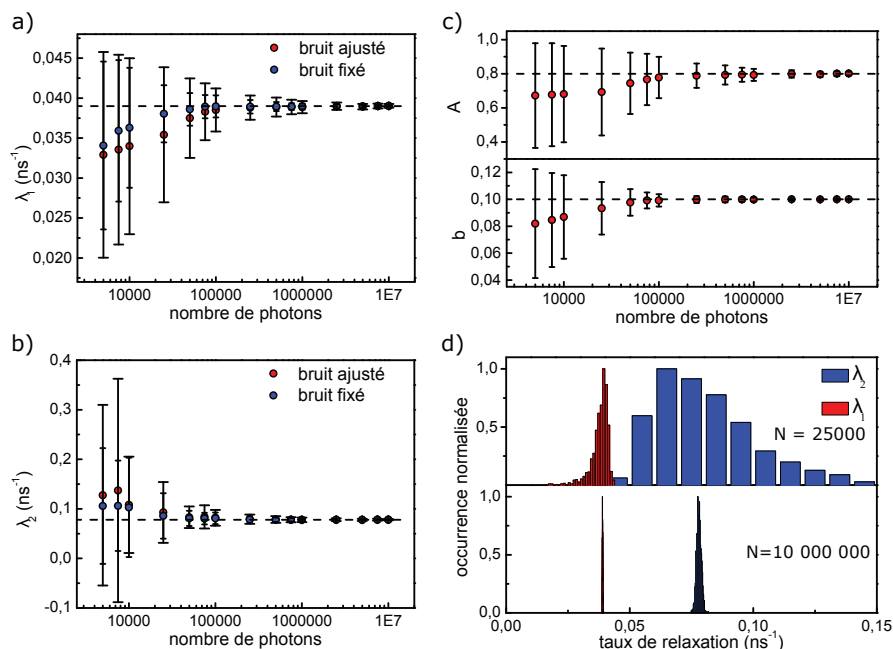 a)
0,045
0,040
0,035
0,030
0,025
0,020
λ₁ (ns⁻¹)
bruit ajusté
bruit fixé
10000 100000 1000000 1E7
nombre de photons
c)
1,0
0,8
0,6
0,4
A
0,12
0,10
0,08
0,06
0,04
b
10000 100000 1000000 1E7
nombre de photons
b)
0,4
0,3
0,2
0,1
0,0
-0,1
λ₂ (ns⁻¹)
bruit ajusté
bruit fixé
10000 100000 1000000 1E7
nombre de photons
d)
1,0
0,5
0,0
1,0
0,5
0,0
occurrence normalisée
λ₂
λ₁
N = 25000
N=10 000 000
0,00 0,05 0,10 0,15
taux de relaxation (ns⁻¹)